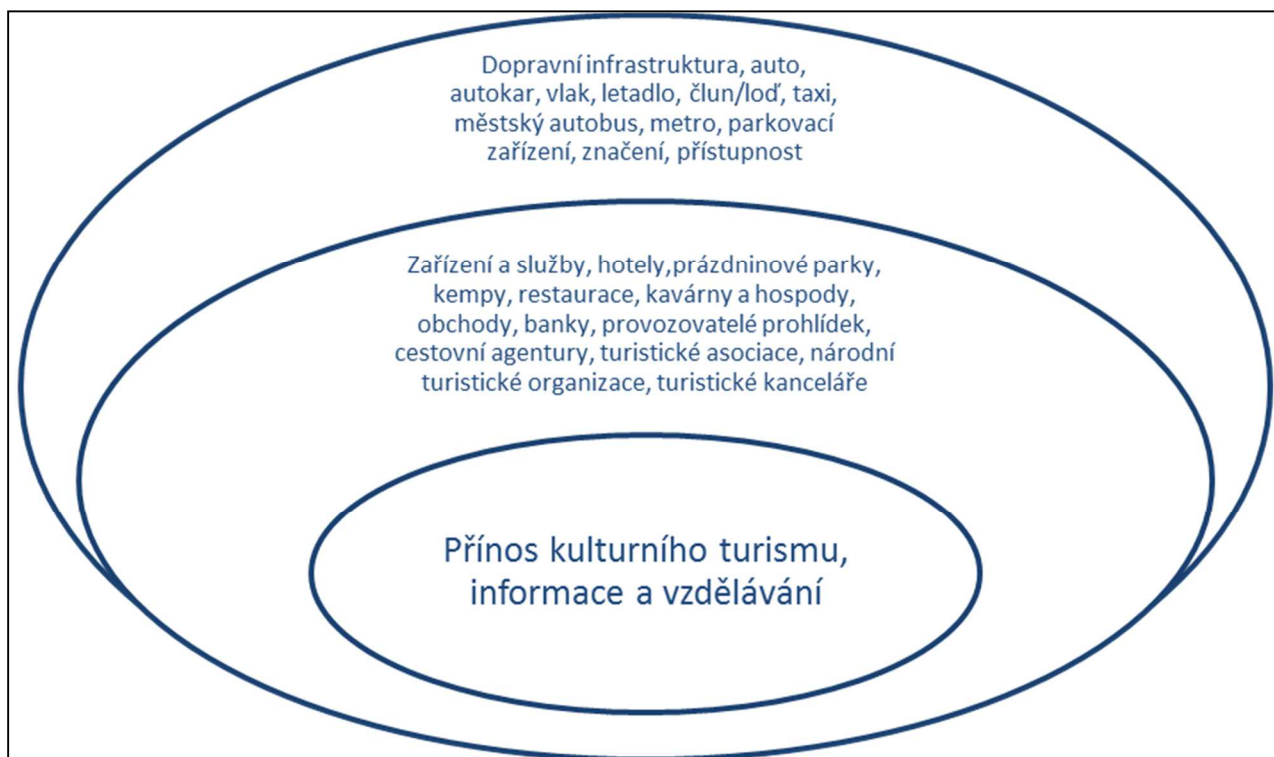 Dopravní infrastruktura, auto,
autokar, vlak, letadlo, člun/loď, taxi,
městský autobus, metro, parkovací
zařízení, značení, přístupnost
Zařízení a služby, hotely,prázdninové parky,
kempy, restaurace, kavárny a hospody,
obchody, banky, provozovatelé prohlídek,
cestovní agentury, turistické asociace, národní
turistické organizace, turistické kanceláře
Přínos kulturního turismu,
informace a vzdělávání